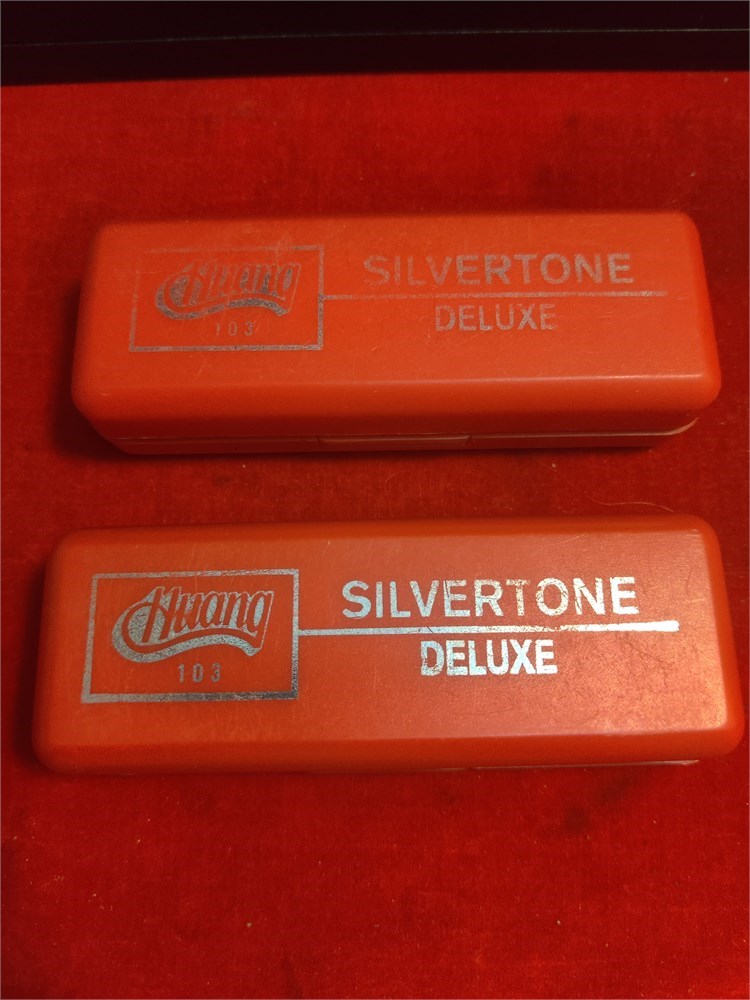 Huang
103
SILVERTONE
DELUXE
Huang
103
SILVERTONE
DELUXE